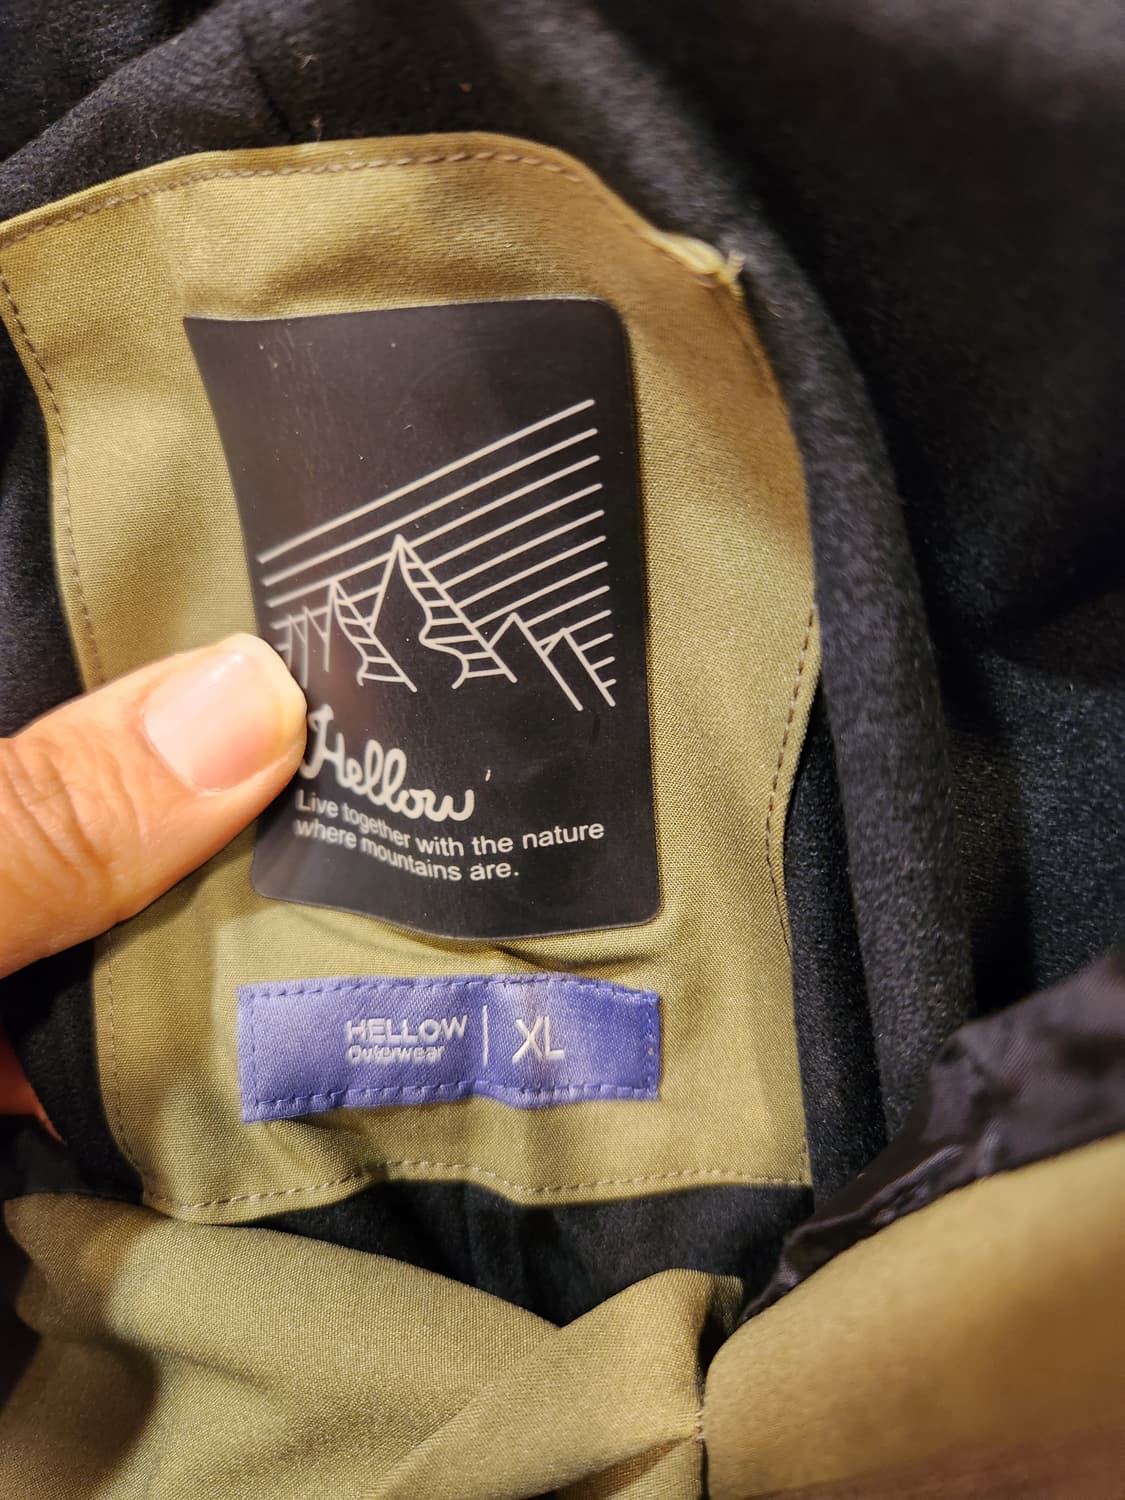 Hellow
Live together with the nature
where mountains are.
HELLOW
Outerwear
XL